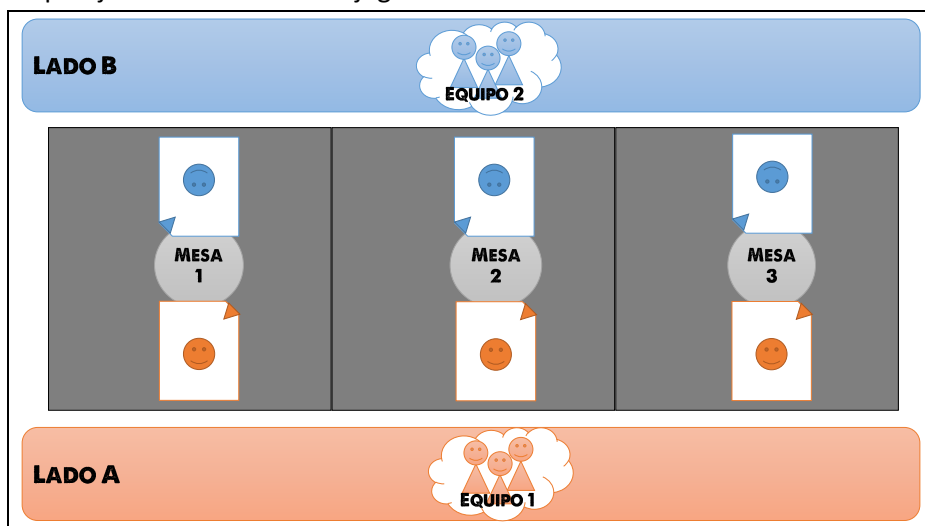 LADO B
EQUIPO 2
MESA
1
MESA
2
MESA
3
LADO A
EQUIPO 1